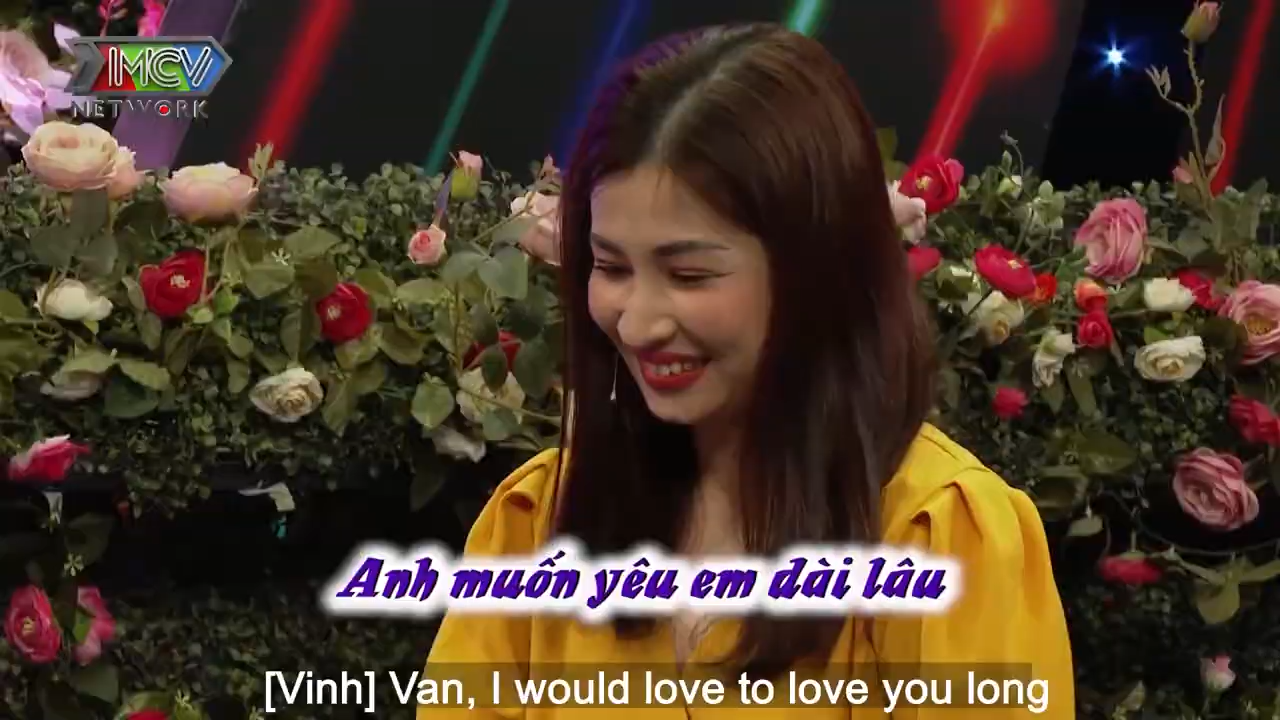 MCV
NETWORK
Anh muốn yêu em dài lâu
[Vinh] Van, I would love to love you long